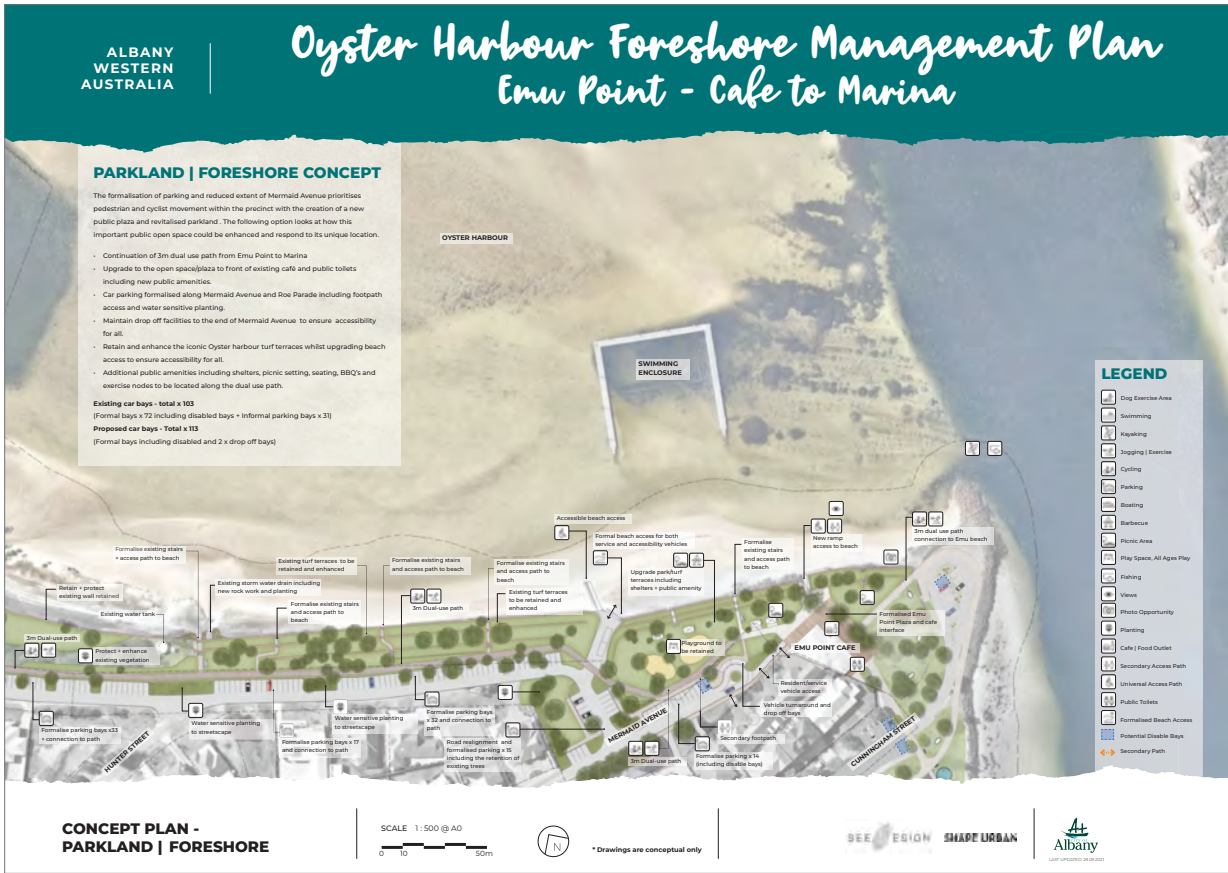 ALBANY
WESTERN
AUSTRALIA
Oyster Harbour Foreshore Management Plan
Emu Point - Cafe to Marina
PARKLAND | FORESHORE CONCEPT
The formalisation of parking and reduced extent of Mermaid Avenue prioritises
pedestrian and cyclist movement within the precinct with the creation of a new
public plaza and revitalised parkland . The following option looks at how this
important public open space could be enhanced and respond to its unique location.
• Continuation of 3m dual use path from Emu Point to Marina
• Upgrade to the open space/plaza to front of existing café and public toilets
including new public amenities.
• Car parking formalised along Mermaid Avenue and Roe Parade including footpath
access and water sensitive planting.
• Maintain drop off facilities to the end of Mermaid Avenue to ensure accessibility
for all.
• Retain and enhance the iconic Oyster harbour turf terraces whilst upgrading beach
access to ensure accessibility for all.
• Additional public amenities including shelters, picnic setting, seating, BBQ's and
exercise nodes to be located along the dual use path.
Existing car bays - total x 103
(Formal bays x 72 including disabled bays + Informal parking bays x 31)
Proposed car bays - Total x 113
(Formal bays including disabled and 2 x drop off bays)
OYSTER HARBOUR
SWIMMING
ENCLOSURE
LEGEND
Dog Exercise Area
Swimming
Kayaking
Jogging | Exercise
Cycling
Parking
Boating
Barbecue
Picnic Area
Play Space, All Ages Play
Fishing
Views
Photo Opportunity
Planting
Cafe | Food Outlet
Secondary Access Path
Universal Access Path
Public Toilets
Formalised Beach Access
Potential Disable Bays
Secondary Path
Accessible beach access
Formal beach access for both
service and accessibility vehicles
New ramp
access to beach
3m dual use path
connection to Emu beach
Formalise
existing stairs
and access path
to beach
Formalise existing stairs
+ access path to beach
Existing turf terraces to be
retained and enhanced
Formalise existing stairs
and access path to beach
Formalise existing stairs
and access path to
beach
Upgrade park/turf
terraces including
shelters + public amenity
Retain + protect
existing wall retained
Existing storm water drain including
new rock work and planting
Existing turf terraces
to be retained and
enhanced
Existing water tank
Formalise existing stairs
and access path to
beach
3m Dual-use path
Formalised Emu
Point Plaza and cafe
interface
3m Dual-use path
Protect + enhance
existing vegetation
Playground to
be retained
EMU POINT CAFE
Resident/service
vehicle access
Vehicle turnaround and
drop off bays
Formalise parking bays x33
+ connection to path
HUNTER STREET
Water sensitive planting
to streetscape
Formalise parking bays x 17
and connection to path
Water sensitive planting
to streetscape
Formalise parking bays
x 32 and connection to
path
Road realignment and
formalised parking x 15
including the retention of
existing trees
MERMAID AVENUE
3m Dual-use path
Secondary footpath
Formalise parking x 14
(including disable bays)
CUNNINGHAM STREET
CONCEPT PLAN -
PARKLAND | FORESHORE
SCALE 1 : 500 @ A0
0 10 50m
N
* Drawings are conceptual only
SHAPE URBAN
Albany
LAST UPDATED: 29.09.2021